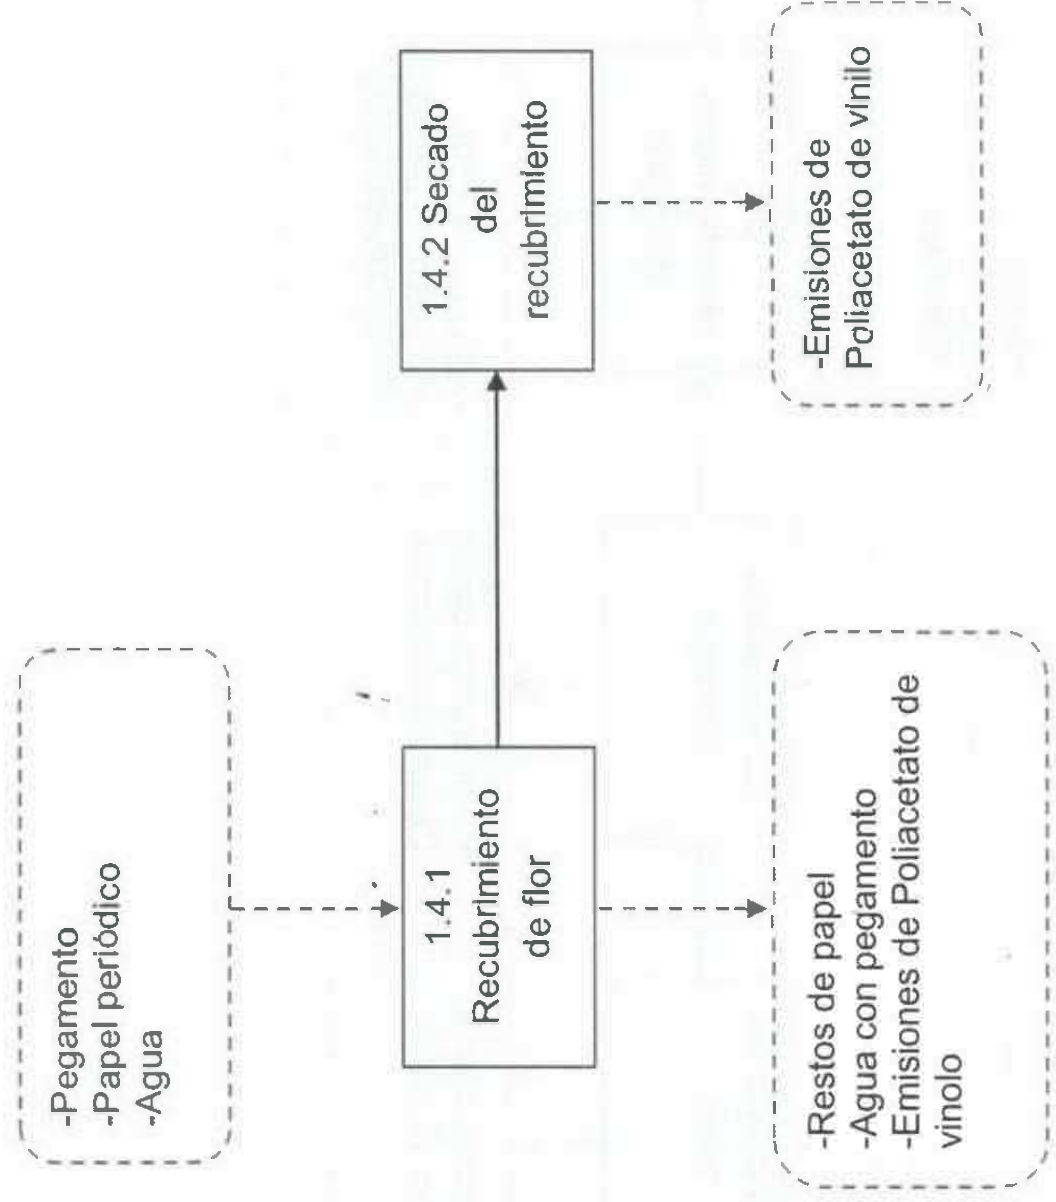 -Pegamento
-Papel periódico
-Agua
1.4.1
Recubrimiento
de flor
1.4.2 Secado
del
recubrimiento
-Restos de papel
-Agua con pegamento
-Emisiones de Poliacetato de
vinolo
-Emisiones de
Poliacetato de vinilo